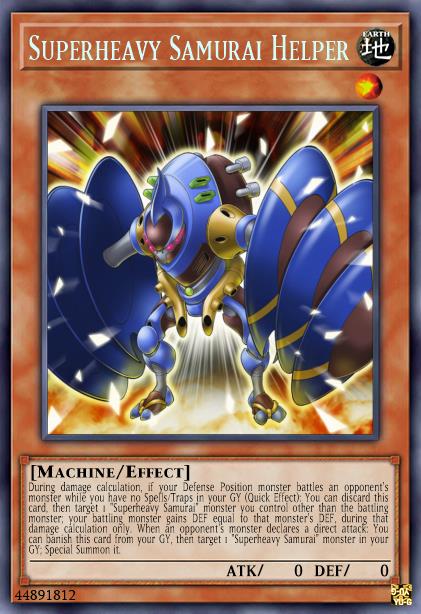 SUPERHEAVY SAMURAI HELPER
EARTH
地
[MACHINE/EFFECT]
During damage calculation, if your Defense Position monster battles an opponent's
monster while you have no Spells/Traps in your GY (Quick Effect): You can discard
this card, then target 1 "Superheavy Samurai" monster you control other than the battling
monster; your battling monster gains DEF equal to that monster's DEF, during that
damage calculation only. When an opponent's monster declares a direct attack: You can
banish this card from your GY, then target 1 "Superheavy Samurai" monster in your
GY; Special Summon it.
ATK/ 0 DEF/ 0
44891812